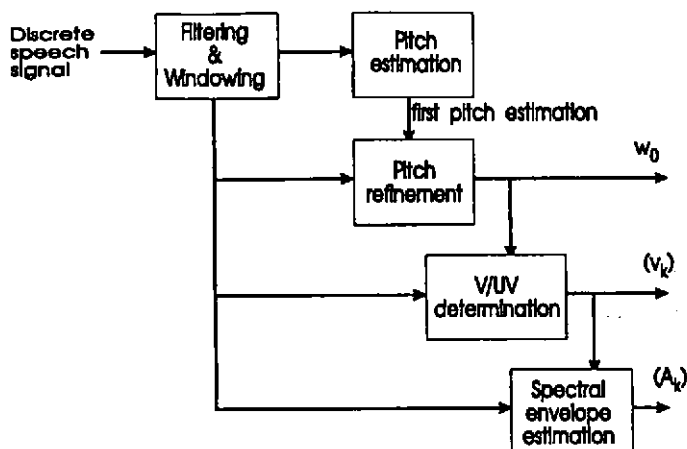 Discrete
speech
signal
Filtering
&
Windowing
Pitch
estimation
first pitch estimation
Pitch
refinement
w₀
V/UV
determination
(vₖ)
Spectral
envelope
estimation
(Aₖ)